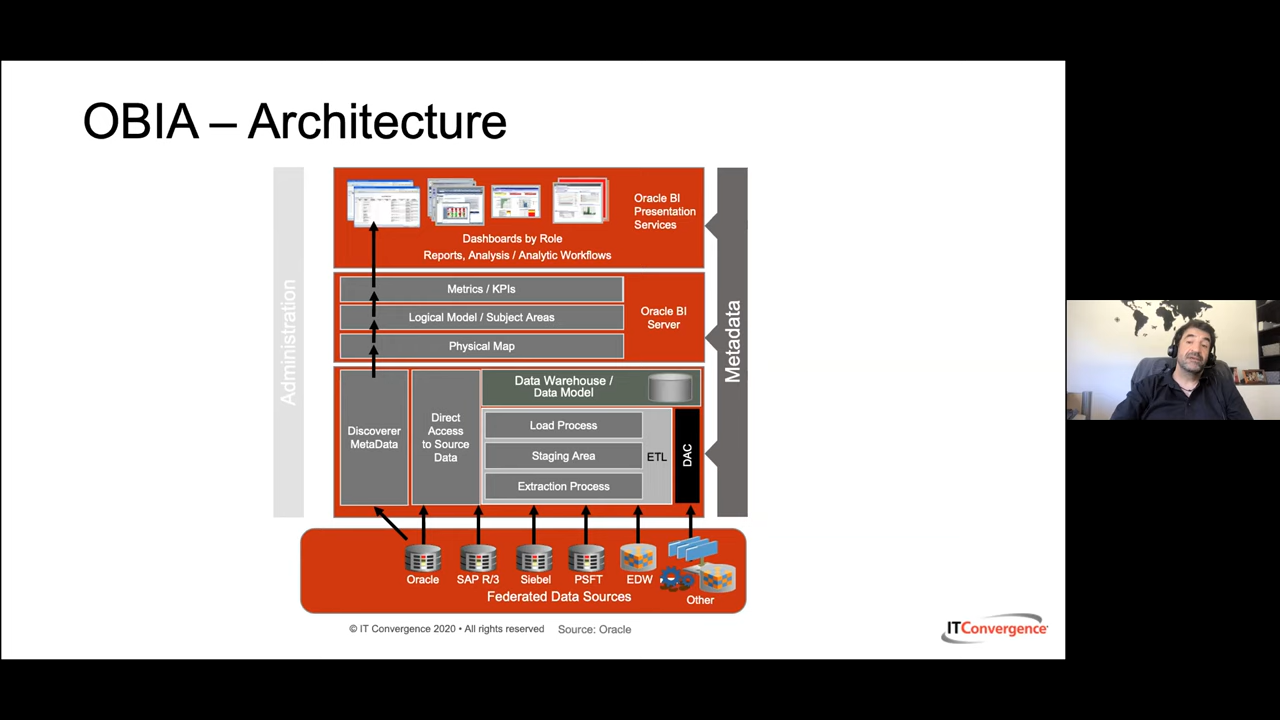 OBIA – Architecture
Administration
Oracle BI
Presentation
Services
Dashboards by Role
Reports, Analysis / Analytic Workflows
Metrics / KPIs
Logical Model / Subject Areas
Physical Map
Oracle BI
Server
Metadata
Discoverer
MetaData
Direct
Access
to Source
Data
Data Warehouse /
Data Model
Load Process
Staging Area
Extraction Process
ETL
DAC
Oracle
SAP R/3
Siebel
PSFT
EDW
Other
Federated Data Sources
© IT Convergence 2020 • All rights reserved
Source: Oracle
ITConvergence